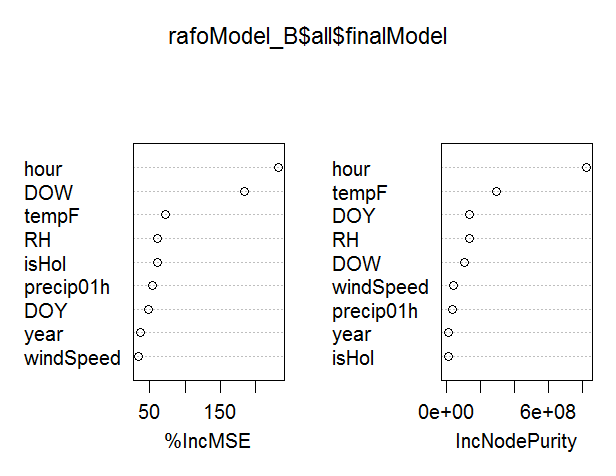 rafoModel_B$all$finalModel
hour
DOW
tempF
RH
isHol
precip01h
DOY
year
windSpeed
50 150
%IncMSE
hour
tempF
DOY
RH
DOW
windSpeed
precip01h
year
isHol
0e+00 6e+08
IncNodePurity